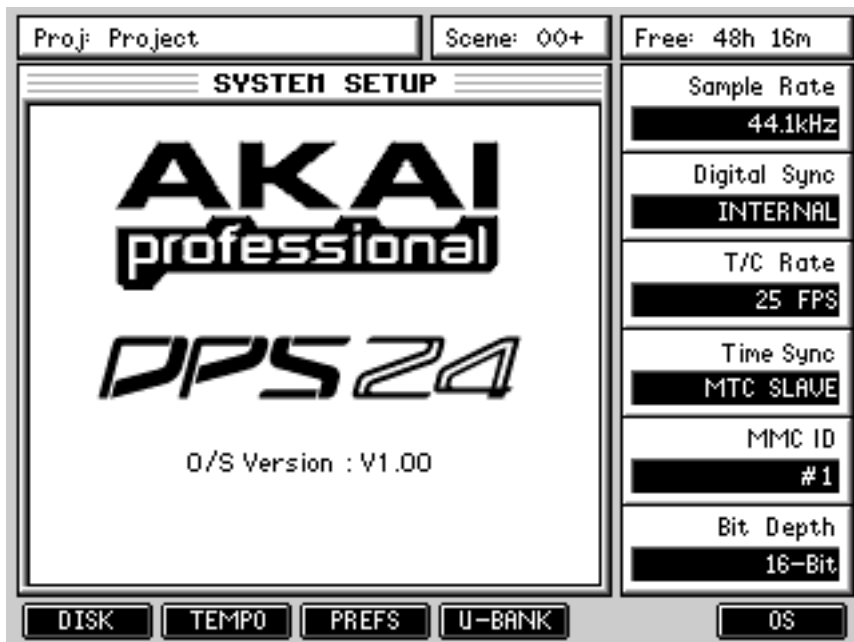 Proj: Project
Scene: 00+
Free: 48h 16m
SYSTEM SETUP
AKAI
professional
DPS24
O/S Version : V1.00
Sample Rate
44.1kHz
Digital Sync
INTERNAL
T/C Rate
25 FPS
Time Sync
MTC SLAVE
MMC ID
#1
Bit Depth
16-Bit
DISK
TEMPO
PREFS
U-BANK
OS